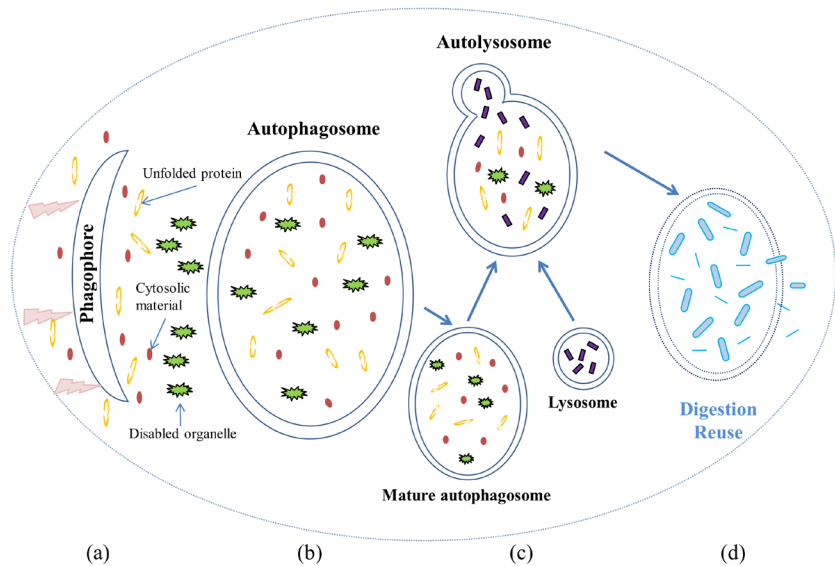 Autolysosome
Autophagosome
Unfolded protein
Phagophore
Cytosolic
material
Disabled organelle
Lysosome
Mature autophagosome
Digestion
Reuse
(a)
(b)
(c)
(d)